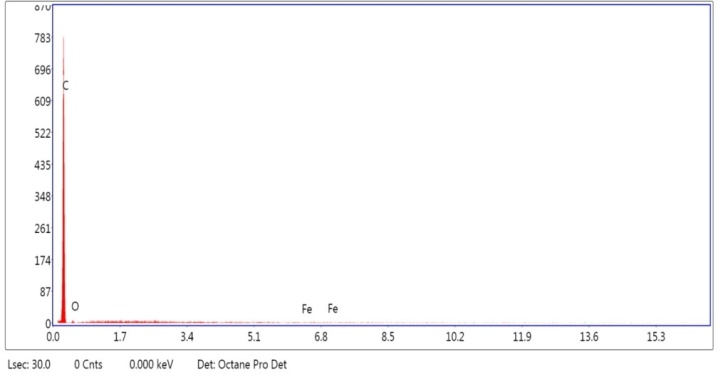 870
783
696
609
522
435
348
261
174
87
0
C
O
Fe Fe
0.0 1.7 3.4 5.1 6.8 8.5 10.2 11.9 13.6 15.3
Lsec: 30.0 0 Cnts 0.000 keV Det: Octane Pro Det